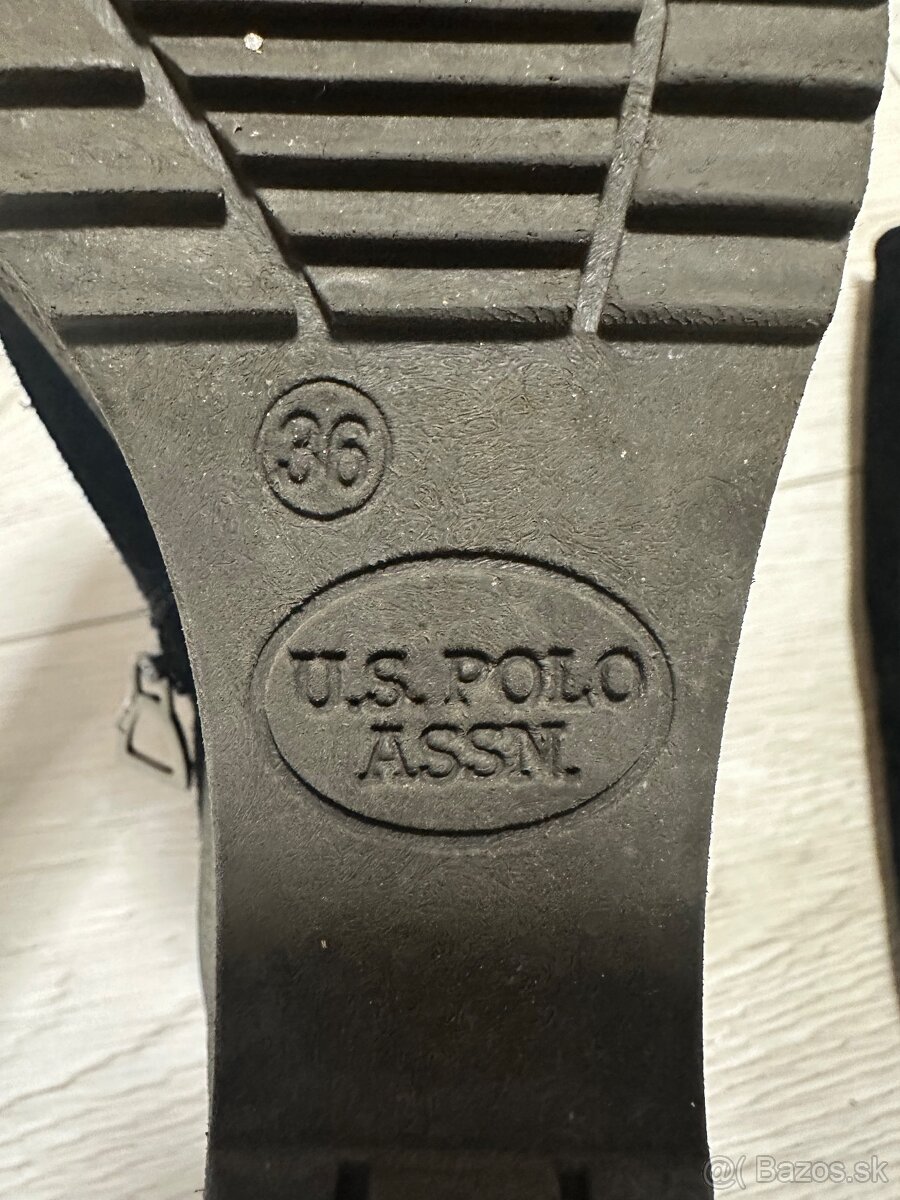 36
U.S. POLO
ASSN.
@( Bazos.sk